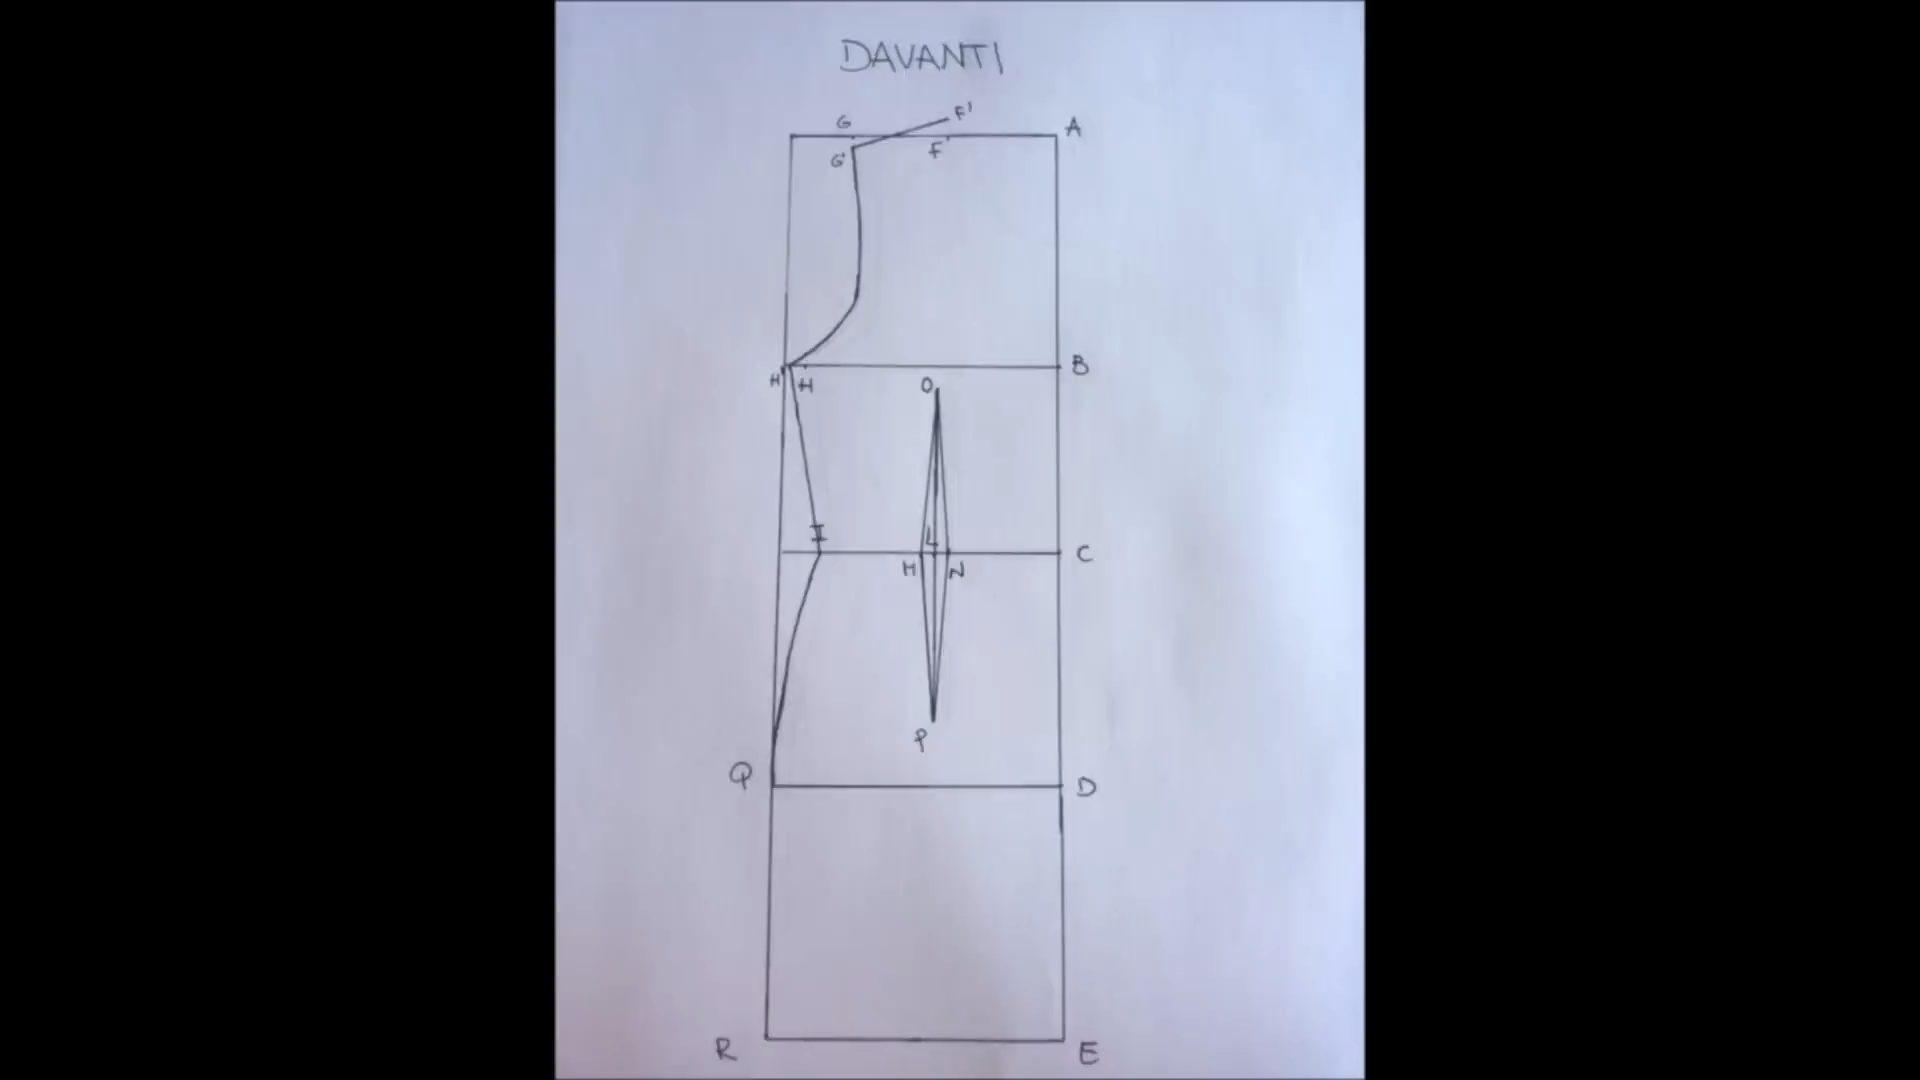 DAVANTI
G F' A
G' F
B
H' H O
I L C
H N
P
Q D
R E